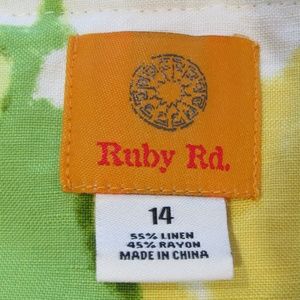 Ruby Rd.
14
55% LINEN
45% RAYON
MADE IN CHINA